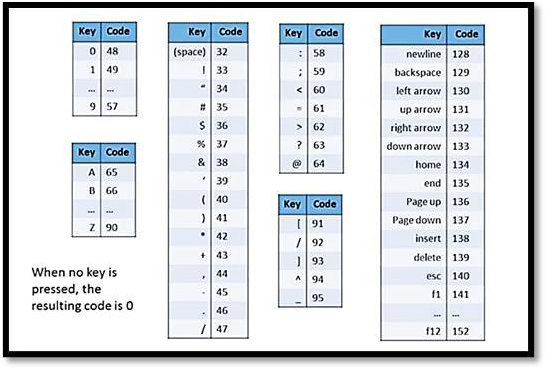 Key Code
0 48
1 49
... ...
9 57
Key Code
A 65
B 66
... ...
Z 90
When no key is
pressed, the
resulting code is 0
Key Code
(space) 32
! 33
“ 34
# 35
$ 36
% 37
& 38
‘ 39
( 40
) 41
* 42
+ 43
, 44
- 45
. 46
/ 47
Key Code
: 58
; 59
< 60
= 61
> 62
? 63
@ 64
Key Code
[ 91
/ 92
] 93
^ 94
_ 95
Key Code
newline 128
backspace 129
left arrow 130
up arrow 131
right arrow 132
down arrow 133
home 134
end 135
Page up 136
Page down 137
insert 138
delete 139
esc 140
f1 141
... ...
f12 152